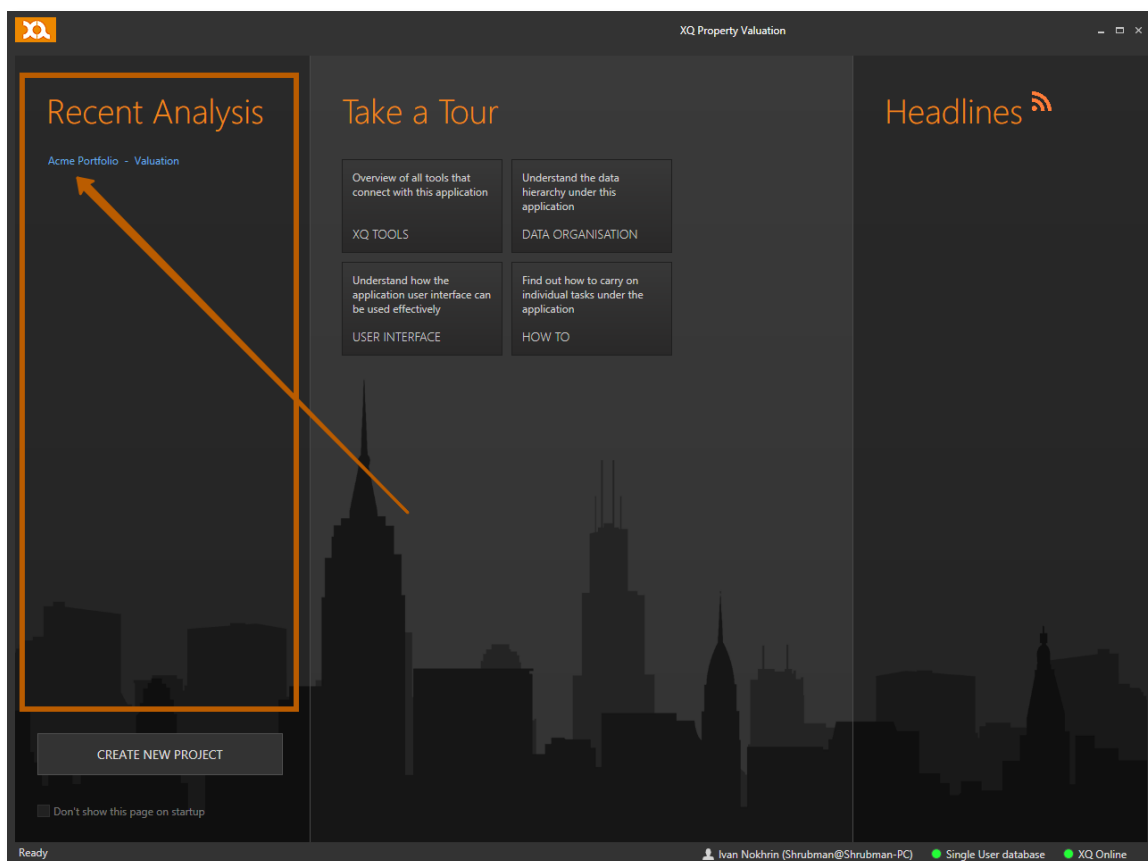 XQ
XQ Property Valuation
Recent Analysis
Acme Portfolio - Valuation
CREATE NEW PROJECT
Don't show this page on startup
Take a Tour
Overview of all tools that
connect with this application
XQ TOOLS
Understand the data
hierarchy under this
application
DATA ORGANISATION
Understand how the
application user interface can
be used effectively
USER INTERFACE
Find out how to carry on
individual tasks under the
application
HOW TO
Headlines
Ready
Ivan Nokhrin (Shrubman@Shrubman-PC)
Single User database
XQ Online